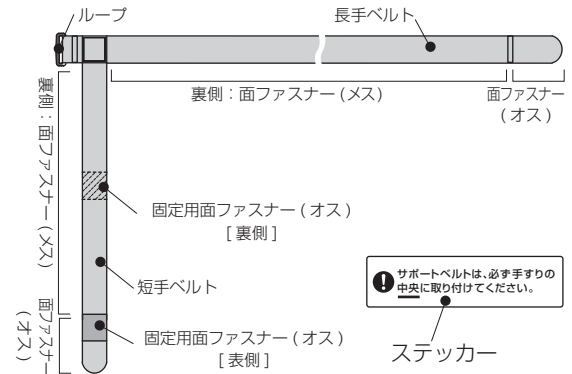 ループ
長手ベルト
裏側：面ファスナー(メス)
面ファスナー
(オス)
裏側：面ファスナー(メス)
固定用面ファスナー(オス)
[裏側]
短手ベルト
サポートベルトは、必ず手すりの
中央に取り付けてください。
面ファスナー
(オス)
固定用面ファスナー(オス)
[表側]
ステッカー